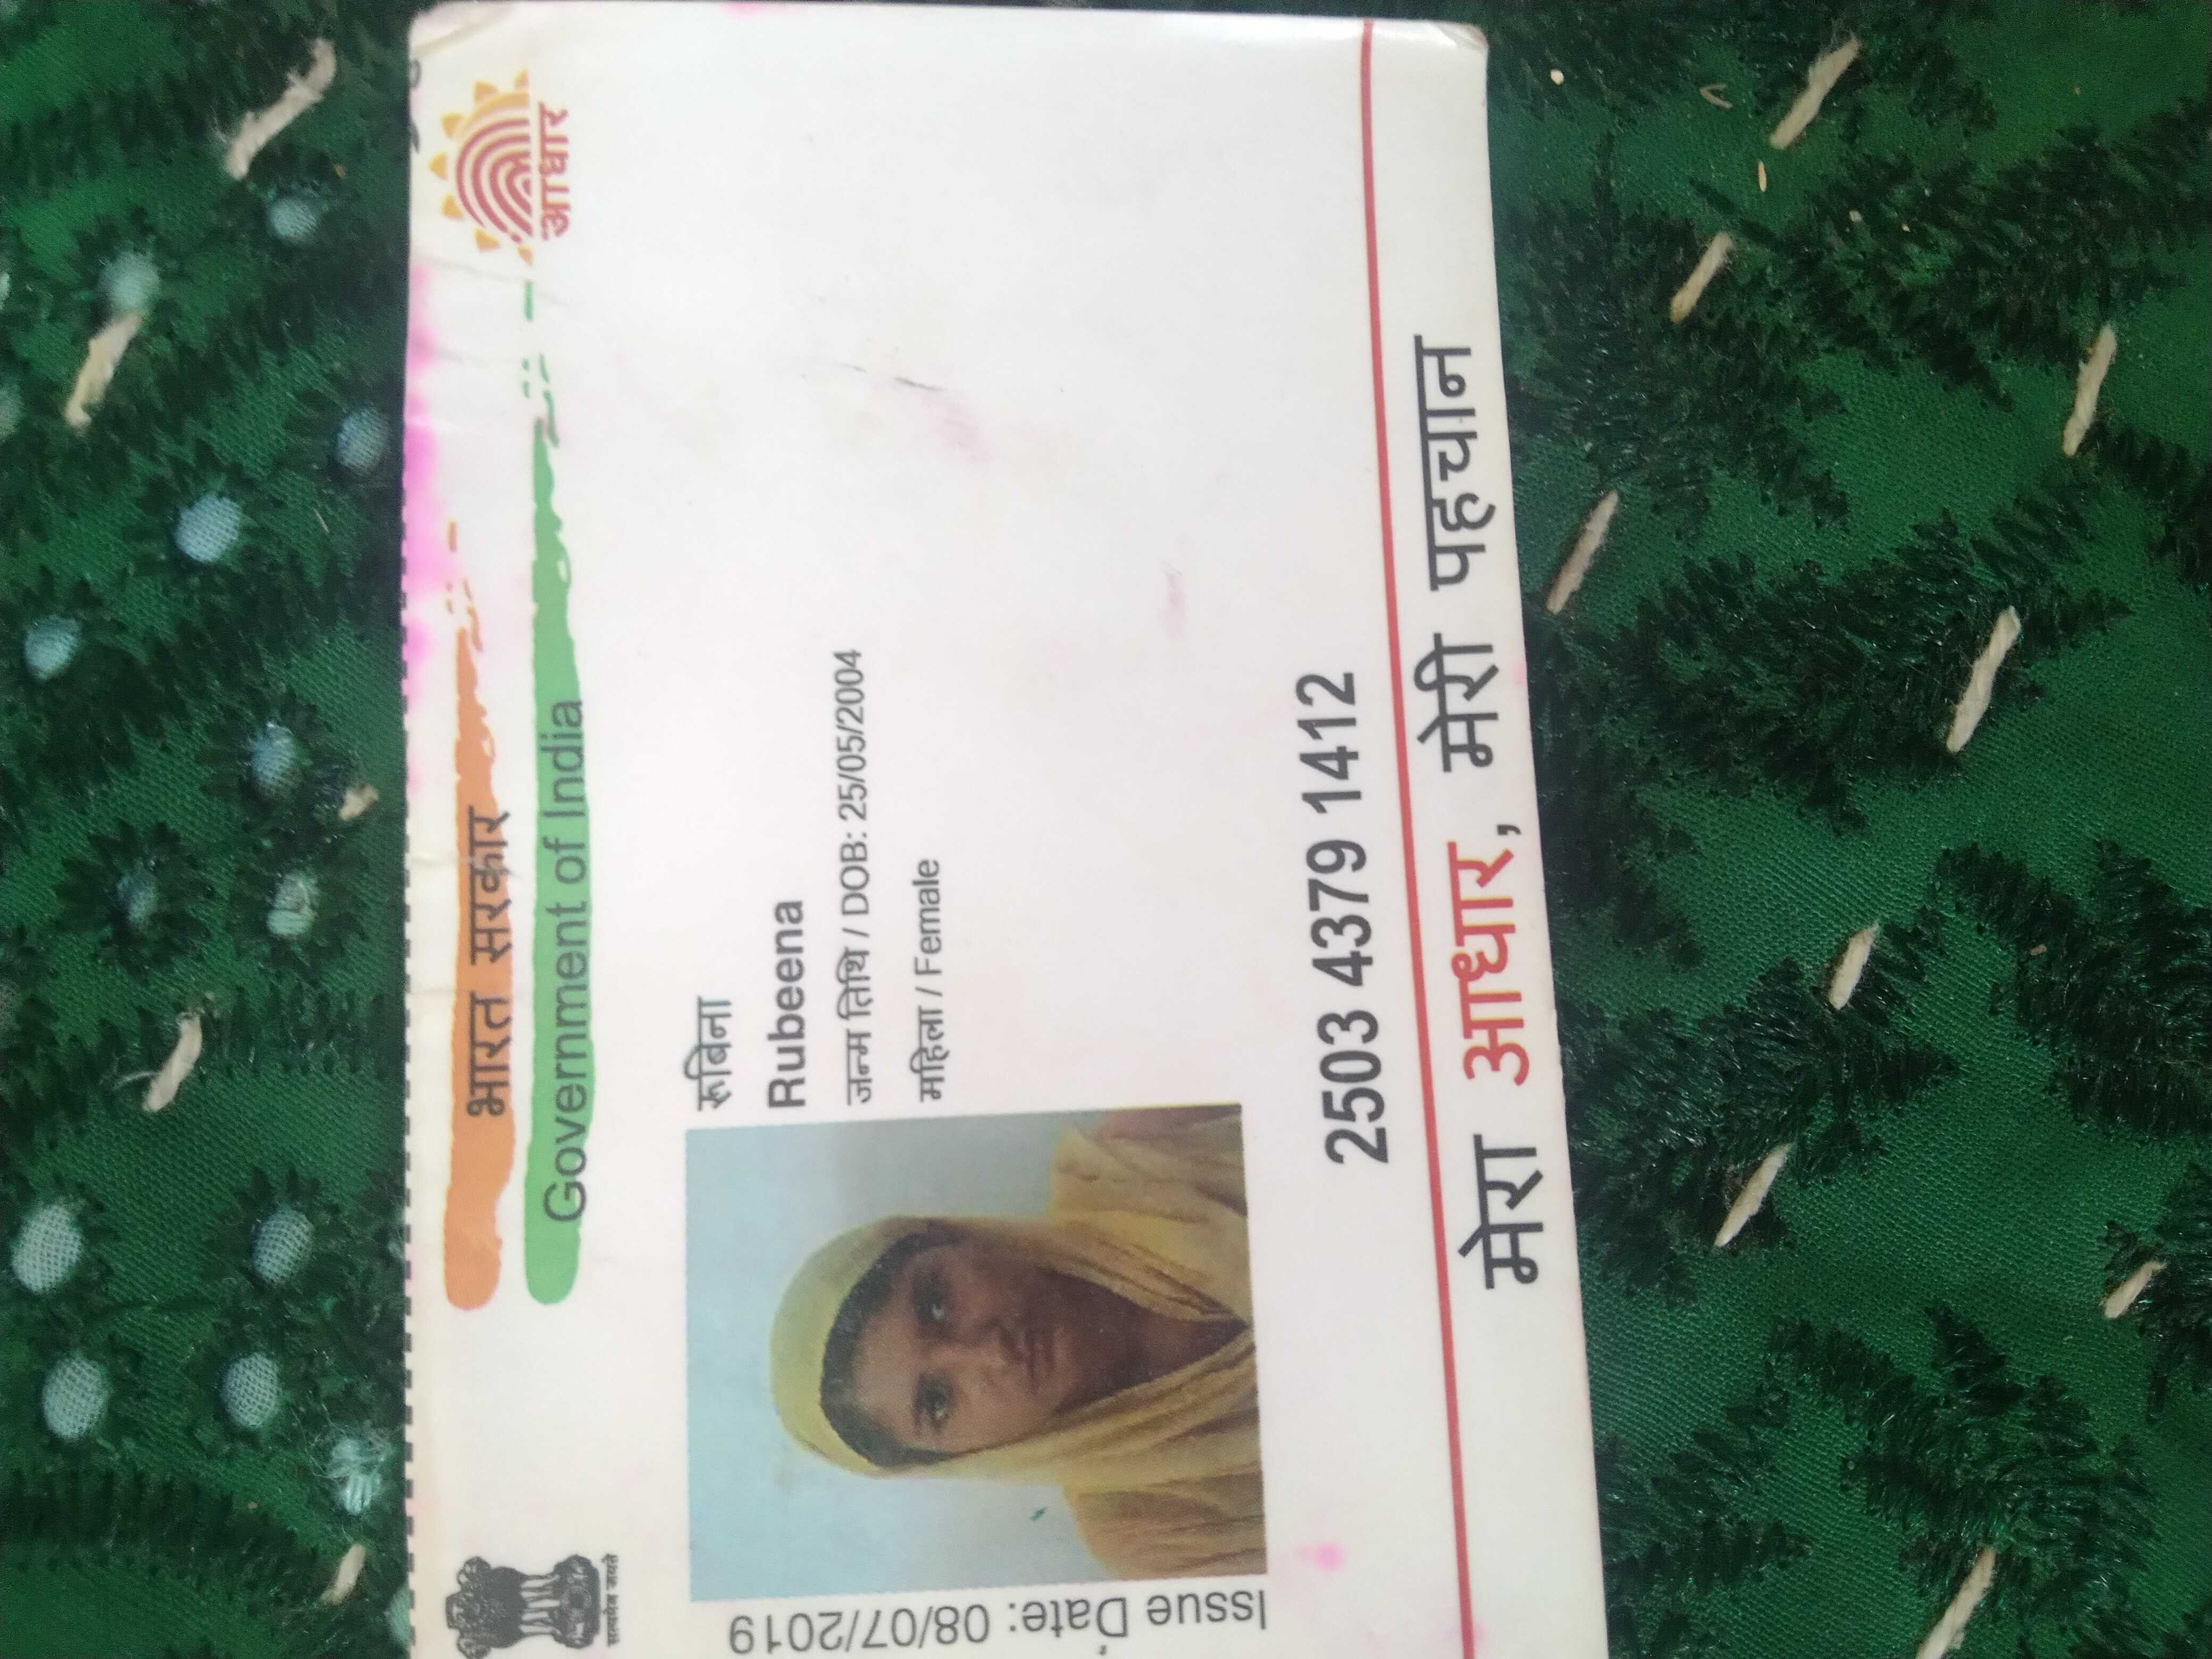 भारत सरकार
Government of India
आधार
सत्यमेव जयते
रूबिना
Rubeena
जन्म तिथि / DOB: 25/05/2004
महिला / Female
Issue Date: 08/07/2019
2503 4379 1412
मेरा आधार, मेरी पहचान